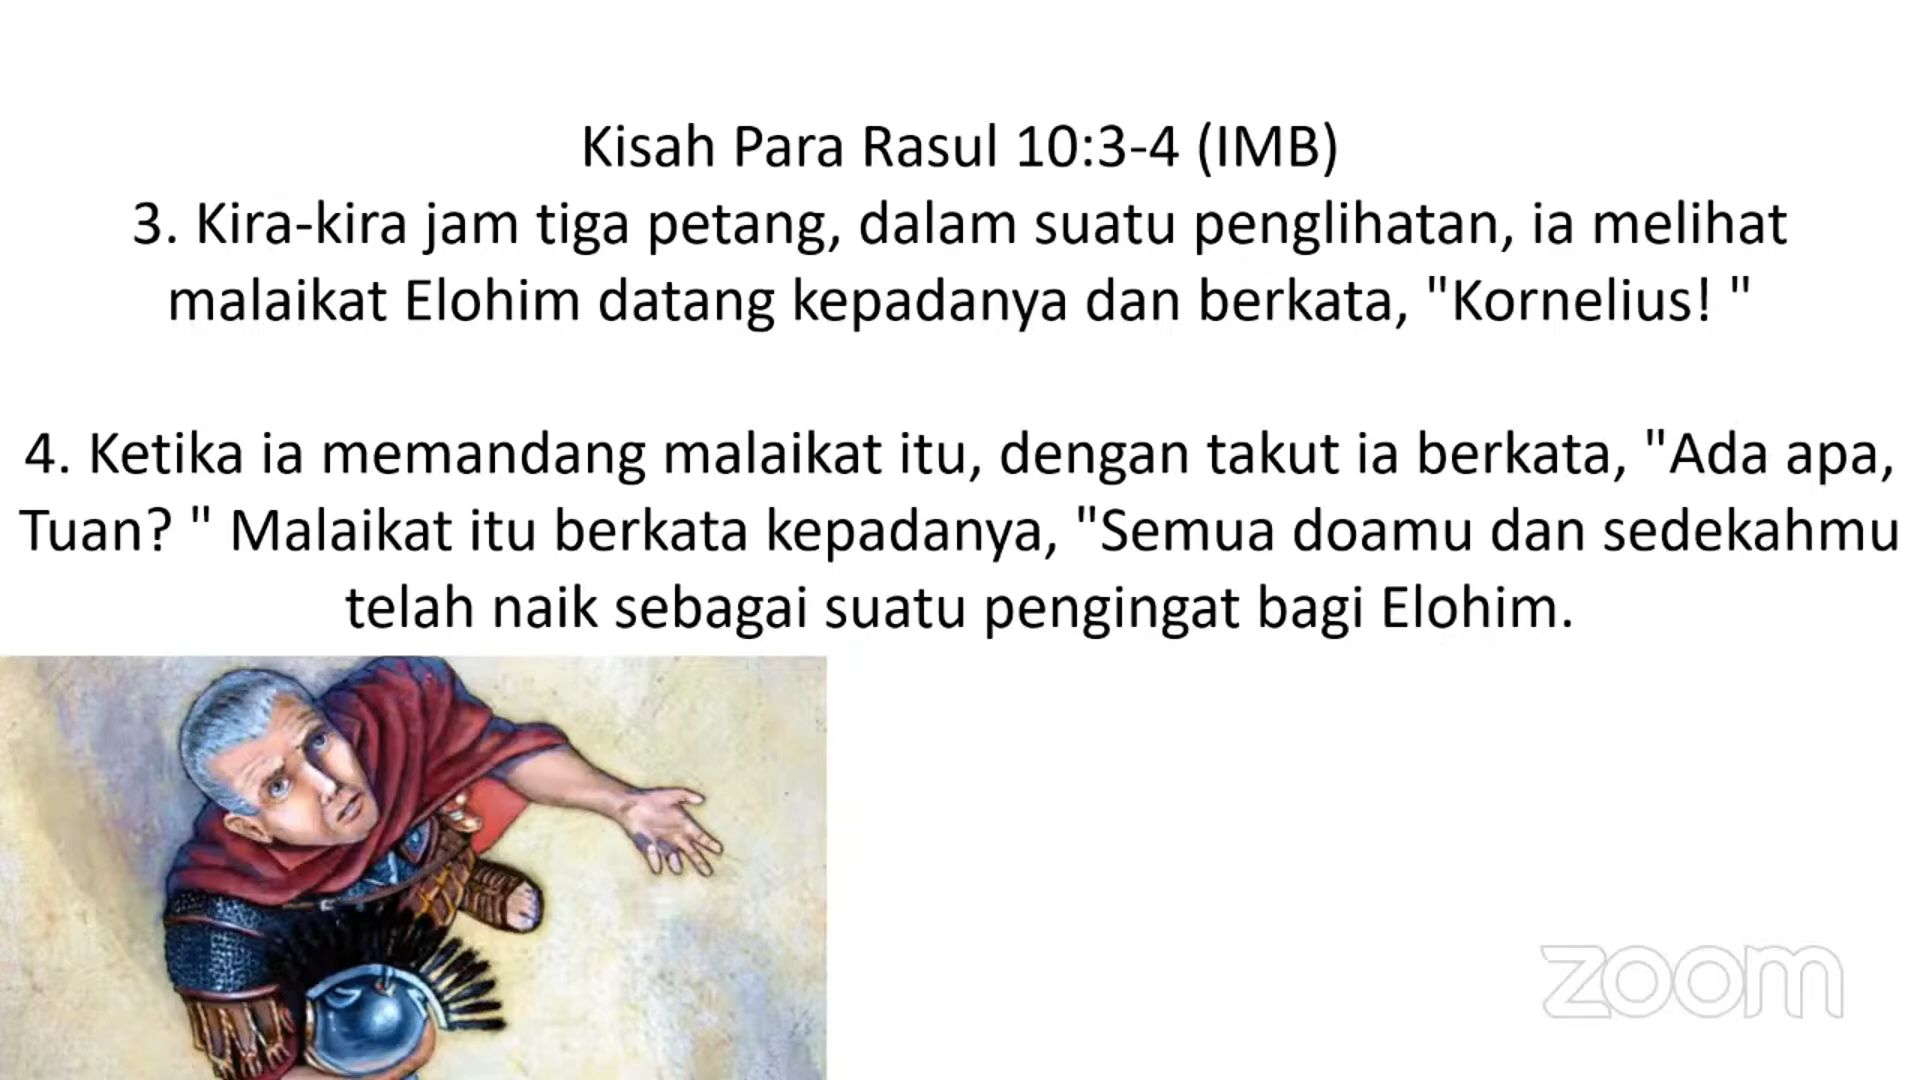 Kisah Para Rasul 10:3-4 (IMB)
3. Kira-kira jam tiga petang, dalam suatu penglihatan, ia melihat
malaikat Elohim datang kepadanya dan berkata, "Kornelius! "
4. Ketika ia memandang malaikat itu, dengan takut ia berkata, "Ada apa,
Tuan? " Malaikat itu berkata kepadanya, "Semua doamu dan sedekahmu
telah naik sebagai suatu pengingat bagi Elohim.
zoom